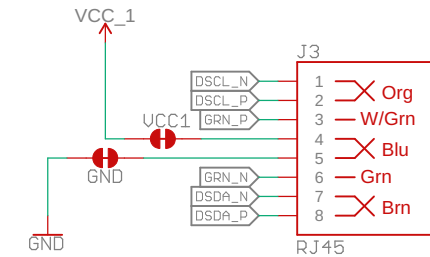 VCC_1
J3
DSCL_N 1
DSCL_P 2 Org
GRN_P 3 W/Grn
VCC1 4
5 Blu
GND
GRN_N 6 Grn
DSDA_N 7
DSDA_P 8 Brn
GND
RJ45